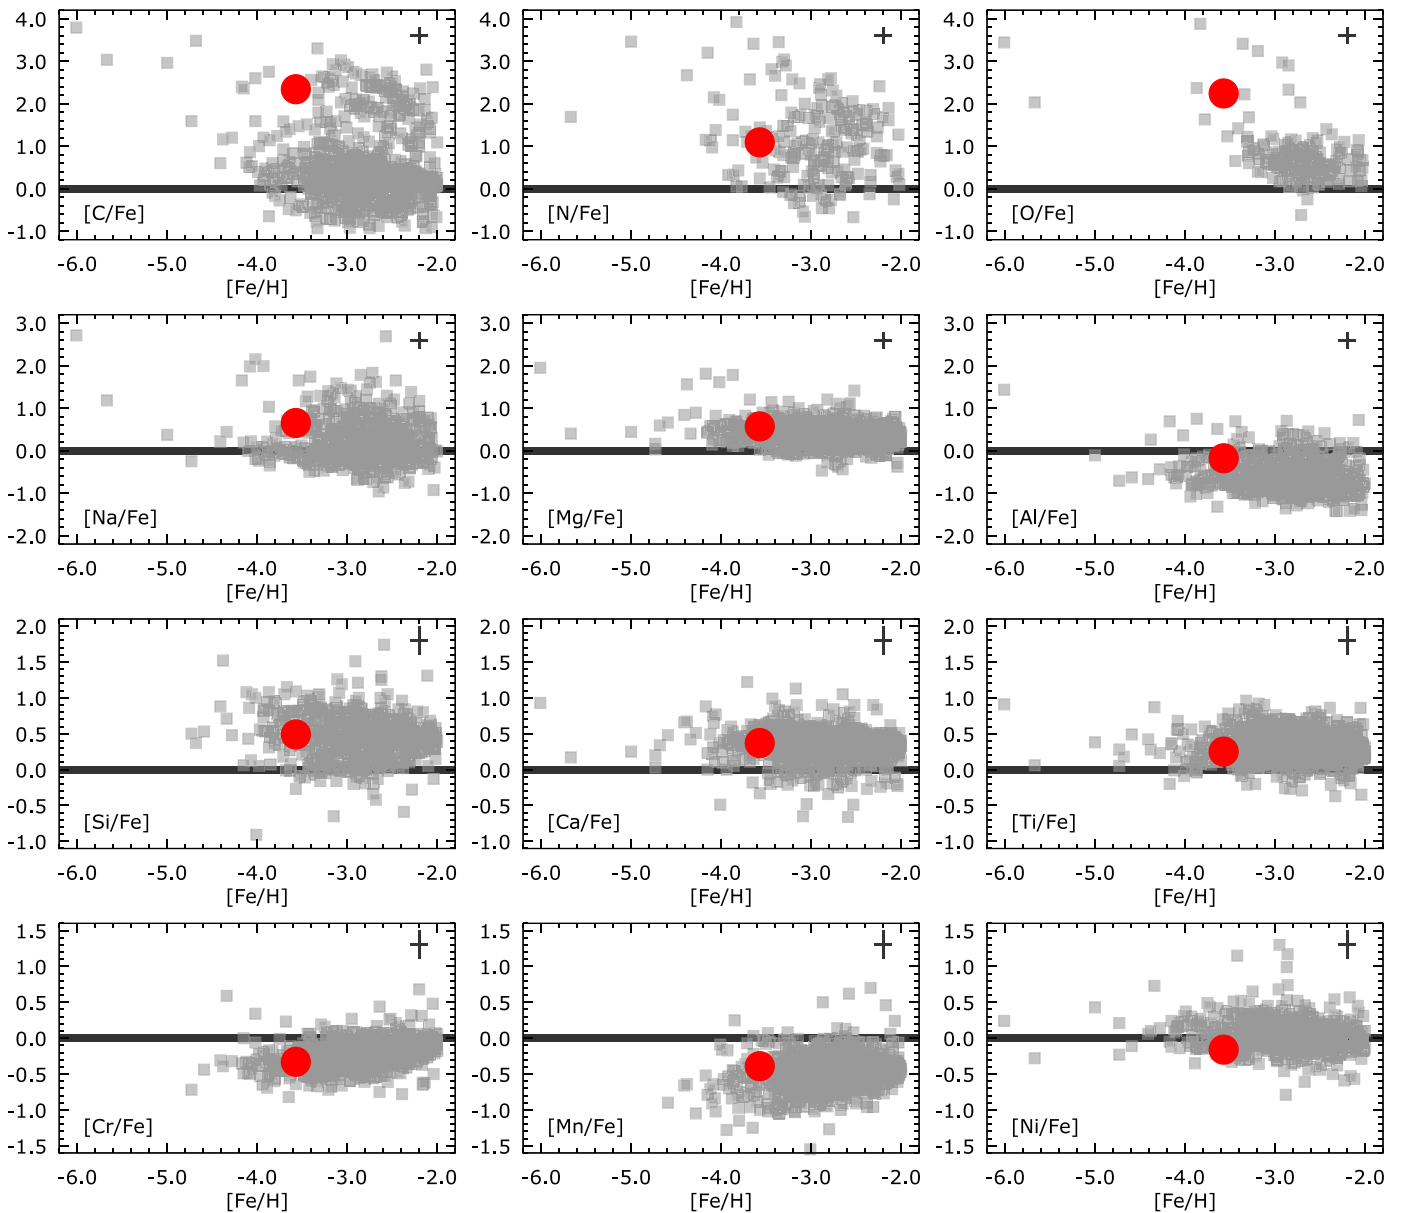 4.0 4.0 4.0
3.0 3.0 3.0
2.0 2.0 2.0
1.0 1.0 1.0
0.0 0.0 0.0
[C/Fe] [N/Fe] [O/Fe]
-1.0 -1.0 -1.0
-6.0 -5.0 -4.0 -3.0 -2.0 -6.0 -5.0 -4.0 -3.0 -2.0 -6.0 -5.0 -4.0 -3.0 -2.0
[Fe/H] [Fe/H] [Fe/H]
3.0 3.0 3.0
2.0 2.0 2.0
1.0 1.0 1.0
0.0 0.0 0.0
-1.0 -1.0 -1.0
[Na/Fe] [Mg/Fe] [Al/Fe]
-2.0 -2.0 -2.0
-6.0 -5.0 -4.0 -3.0 -2.0 -6.0 -5.0 -4.0 -3.0 -2.0 -6.0 -5.0 -4.0 -3.0 -2.0
[Fe/H] [Fe/H] [Fe/H]
2.0 2.0 2.0
1.5 1.5 1.5
1.0 1.0 1.0
0.5 0.5 0.5
0.0 0.0 0.0
-0.5 -0.5 -0.5
[Si/Fe] [Ca/Fe] [Ti/Fe]
-1.0 -1.0 -1.0
-6.0 -5.0 -4.0 -3.0 -2.0 -6.0 -5.0 -4.0 -3.0 -2.0 -6.0 -5.0 -4.0 -3.0 -2.0
[Fe/H] [Fe/H] [Fe/H]
1.5 1.5 1.5
1.0 1.0 1.0
0.5 0.5 0.5
0.0 0.0 0.0
-0.5 -0.5 -0.5
-1.0 -1.0 -1.0
[Cr/Fe] [Mn/Fe] [Ni/Fe]
-1.5 -1.5 -1.5
-6.0 -5.0 -4.0 -3.0 -2.0 -6.0 -5.0 -4.0 -3.0 -2.0 -6.0 -5.0 -4.0 -3.0 -2.0
[Fe/H] [Fe/H] [Fe/H]